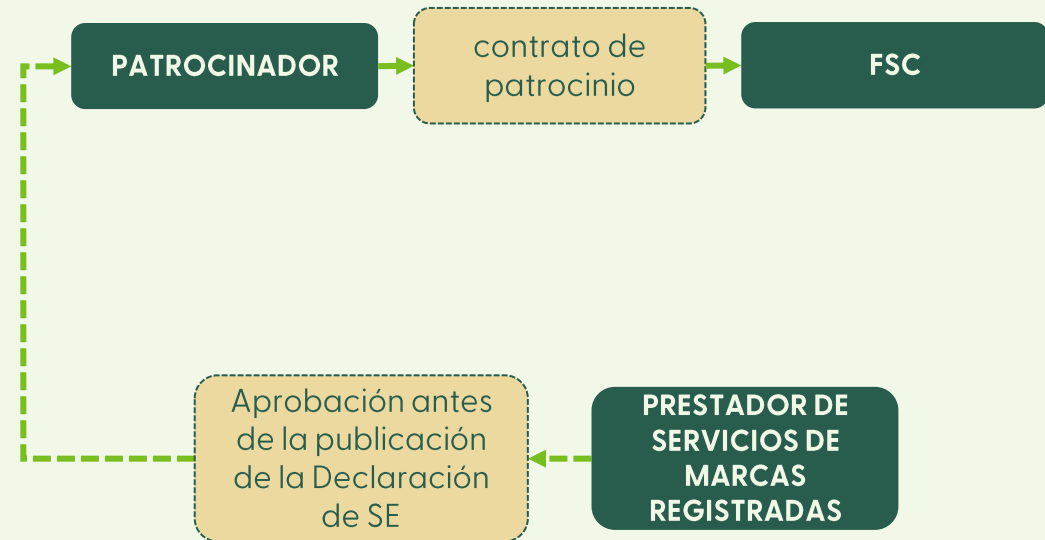 PATROCINADOR
contrato de
patrocinio
FSC
Aprobación antes
de la publicación
de la Declaración
de SE
PRESTADOR DE
SERVICIOS DE
MARCAS
REGISTRADAS